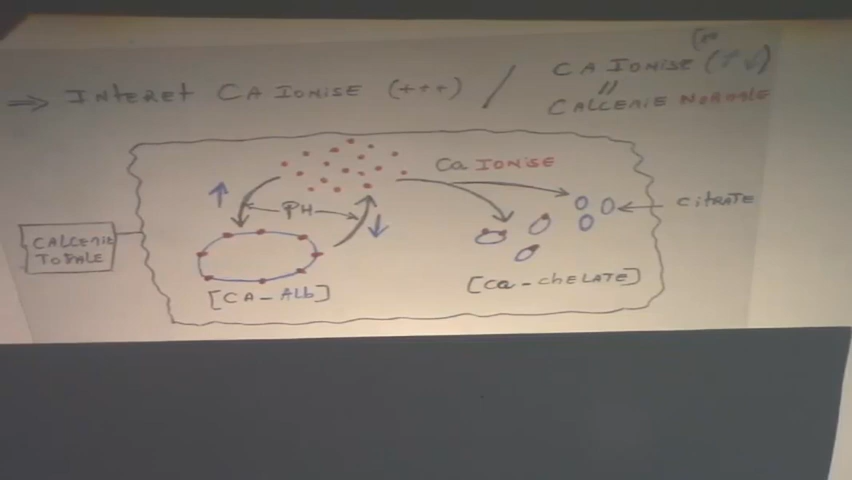 ⇒ INTERET CA IONISE (+++) / CA IONISE (↑↓)
"
CALCEMIE NORMALE
Ca IONISE
↑ PH ↓
CITRATE
CALCEMIE
TOTALE
[CA-Alb]
[Ca-CHELATE]